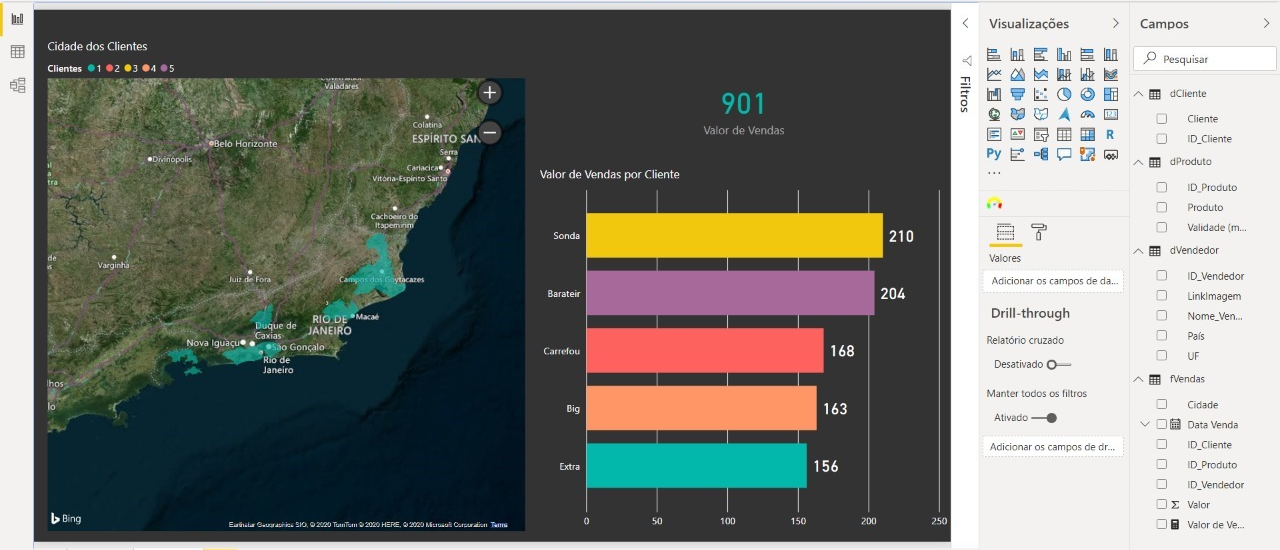 Cidade dos Clientes
Clientes 1 2 3 4 5
Valadares
Colatina
ESPÍRITO SAN
Belo Horizonte
Serra
Divinópolis
Cariacica
Vitória-Espírito Santo
Cachoeiro do
Itapemirim
Varginha
Juiz de Fora
Campos dos Goytacazes
RIO DE
JANEIRO
Macaé
Duque de
Caxias
Nova Iguaçu
São Gonçalo
Rio de
Janeiro
lhos
lo
Bing
Earthstar Geographics SIO, © 2020 TomTom © 2020 HERE, © 2020 Microsoft Corporation Terms
901
Valor de Vendas
Valor de Vendas por Cliente
Sonda 210
Barateir 204
Carrefou 168
Big 163
Extra 156
0 50 100 150 200 250
Filtros
Visualizações
R
Py
...
Valores
Adicionar os campos de da...
Drill-through
Relatório cruzado
Desativado
Manter todos os filtros
Ativado
Adicionar os campos de dr...
Campos
Pesquisar
dCliente
Cliente
ID_Cliente
dProduto
ID_Produto
Produto
Validade (m...
dVendedor
ID_Vendedor
LinkImagem
Nome_Ven...
País
UF
fVendas
Cidade
Data Venda
ID_Cliente
ID_Produto
ID_Vendedor
Σ Valor
Valor de Ve...